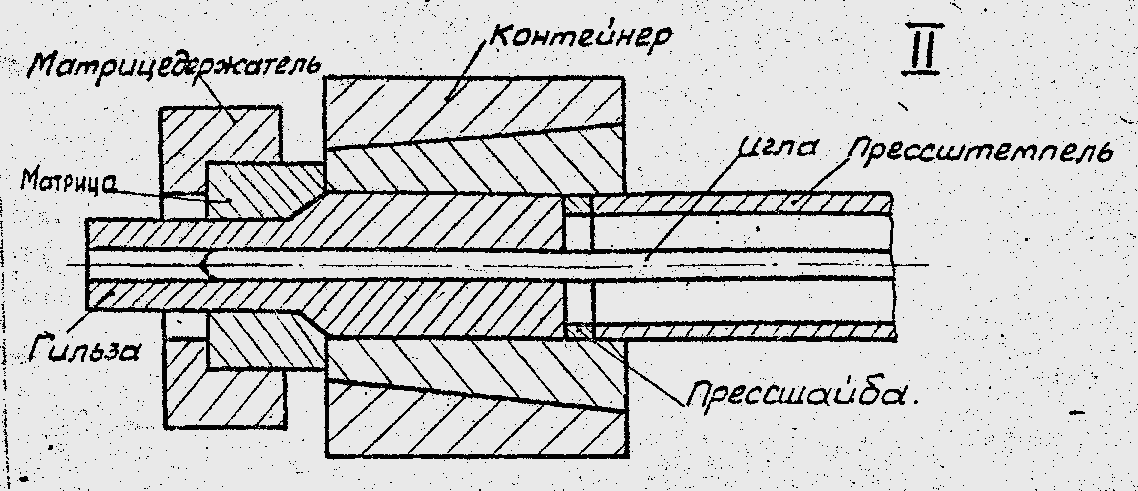 II
Контейнер
Матрицедержатель
Игла
Прессштемпель
Матрица
Гильза
Прессшайба.